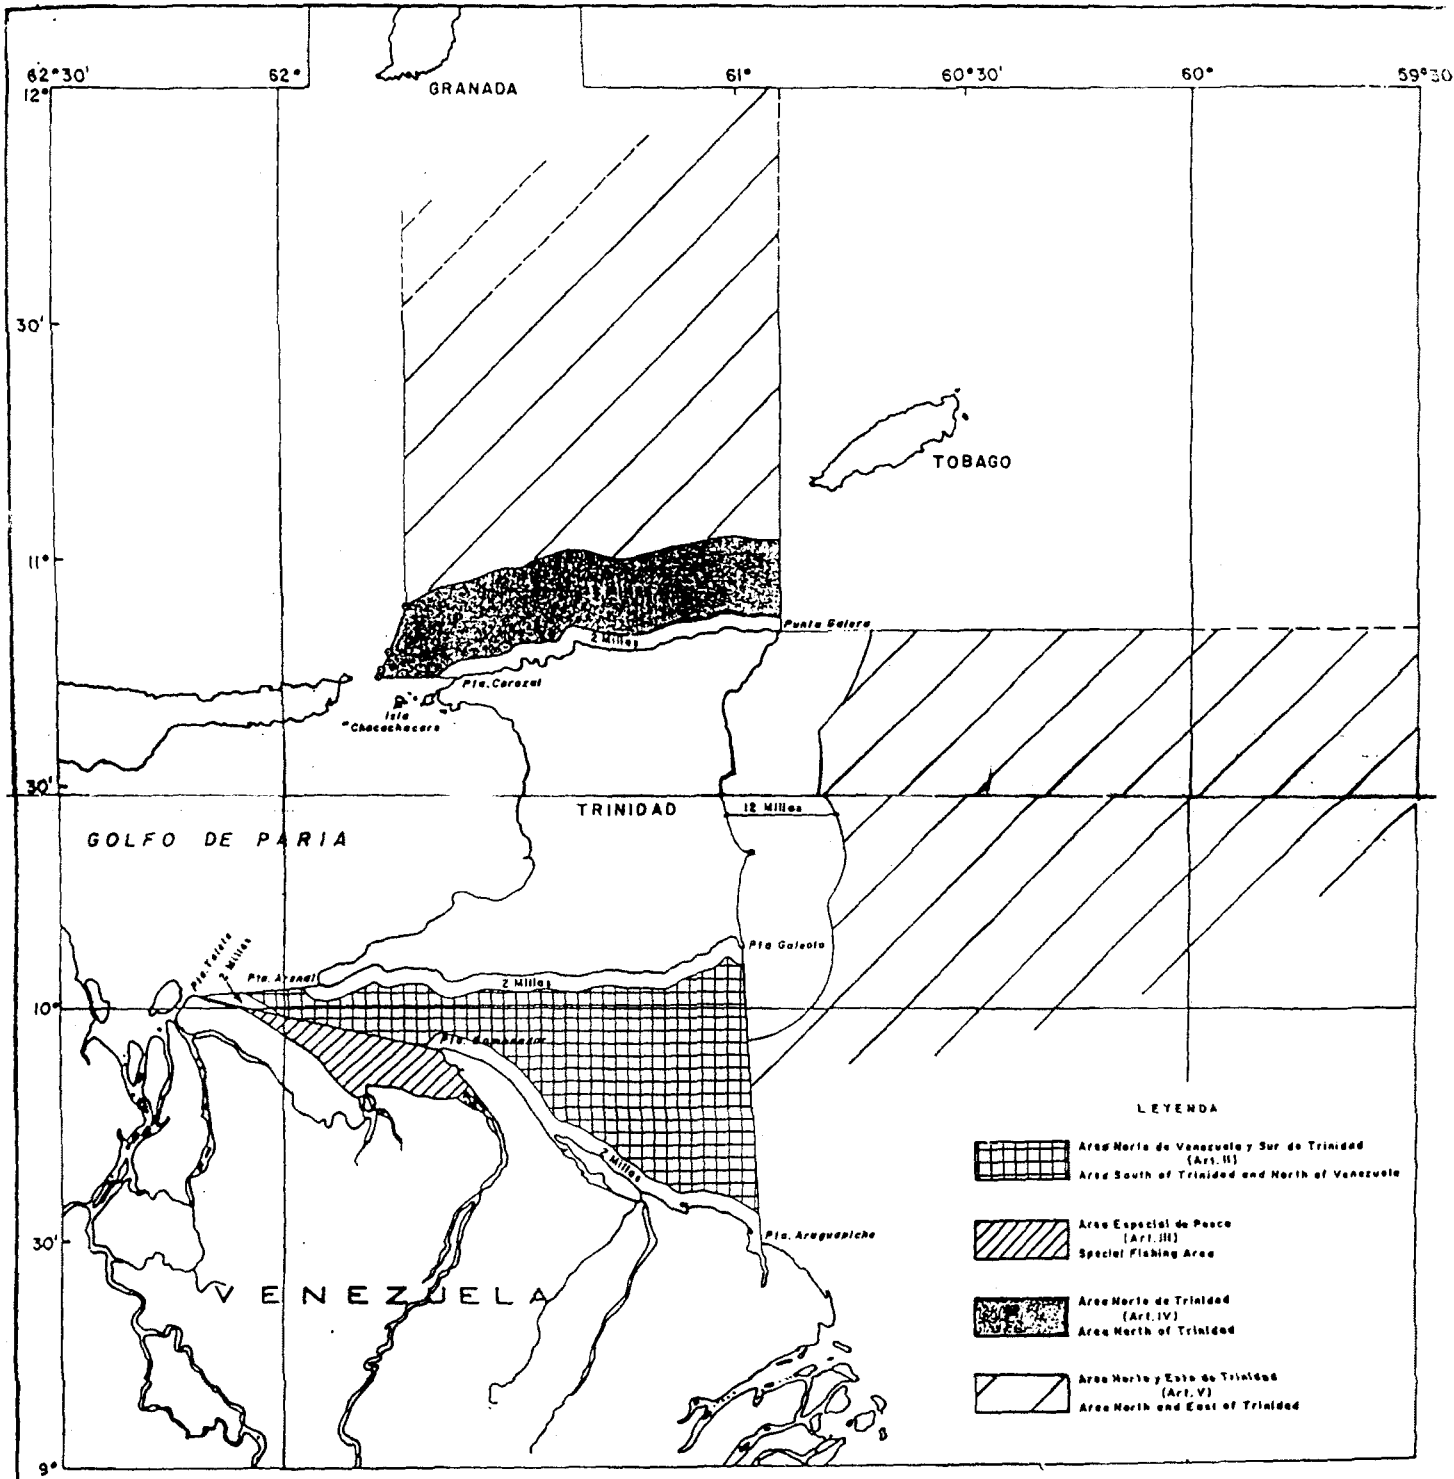 62°30' 62° 61° 60°30' 60° 59°30
12°
GRANADA
30'
TOBAGO
11°
Punta Galera
2 Millas
Pta. Corozal
Isla
Chacachacare
30'
TRINIDAD
12 Millas
GOLFO DE PARIA
Pta Galeota
2 Millas
Pta. Arenal
2 Millas
10°
LEYENDA
Area Norte de Venezuela y Sur de Trinidad
(Art. II)
Area South of Trinidad and North of Venezuela
2 Millas
Area Especial de Pesca
(Art. III)
Special Fishing Area
Pta. Araguapiche
30'
VENEZUELA
Area Norte de Trinidad
(Art. IV)
Area North of Trinidad
Area Norte y Este de Trinidad
(Art. V)
Area North and East of Trinidad
9°